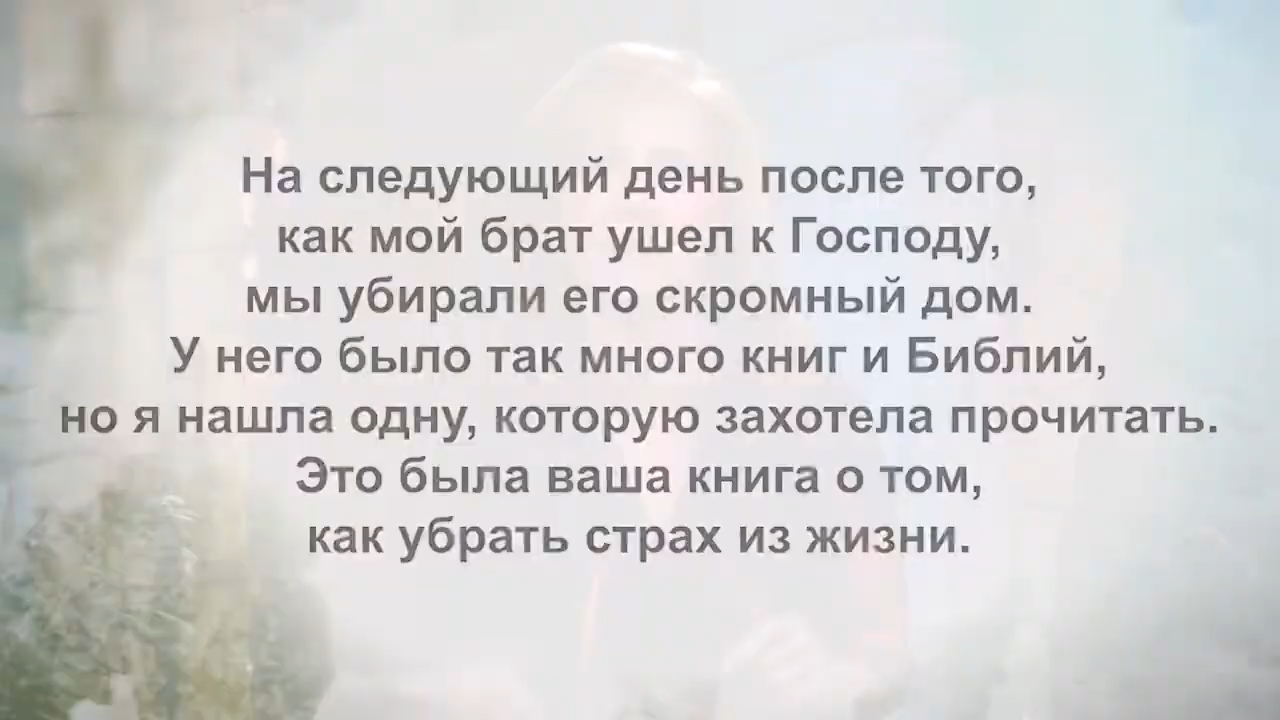 На следующий день после того,
как мой брат ушел к Господу,
мы убирали его скромный дом.
У него было так много книг и Библий,
но я нашла одну, которую захотела прочитать.
Это была ваша книга о том,
как убрать страх из жизни.